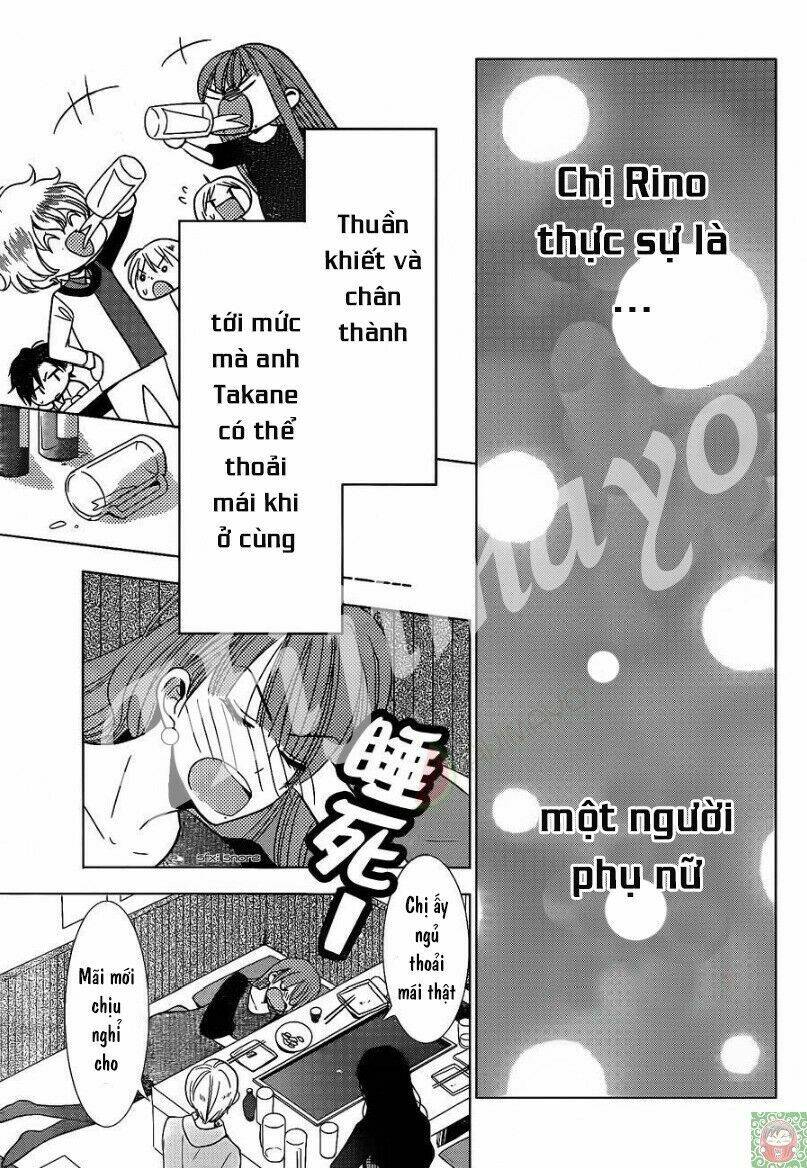 Chị Rino
thực sự là
...
một người
phụ nữ
Thuần
khiết và
chân
thành
tới mức
mà anh
Takane
có thể
thoải
mái khi
ở cùng
睡死！
Chị ấy
ngủ
thoải
mái thật
Mãi mới
chịu
nghỉ
cho